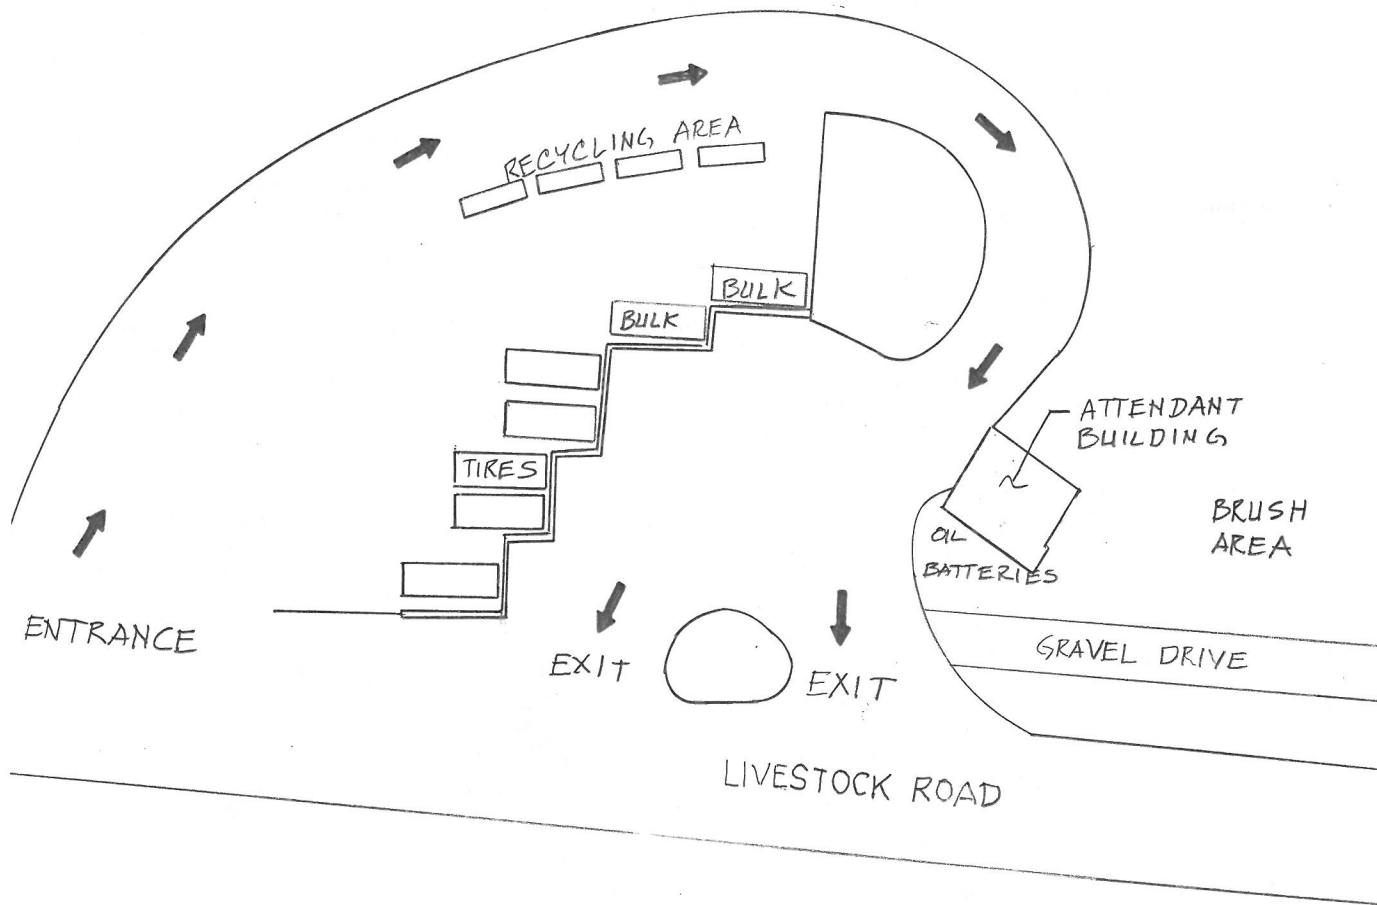 RECYCLING AREA
BULK
BULK
TIRES
ATTENDANT
BUILDING
BRUSH
AREA
OIL
BATTERIES
ENTRANCE
EXIT
EXIT
GRAVEL DRIVE
LIVESTOCK ROAD